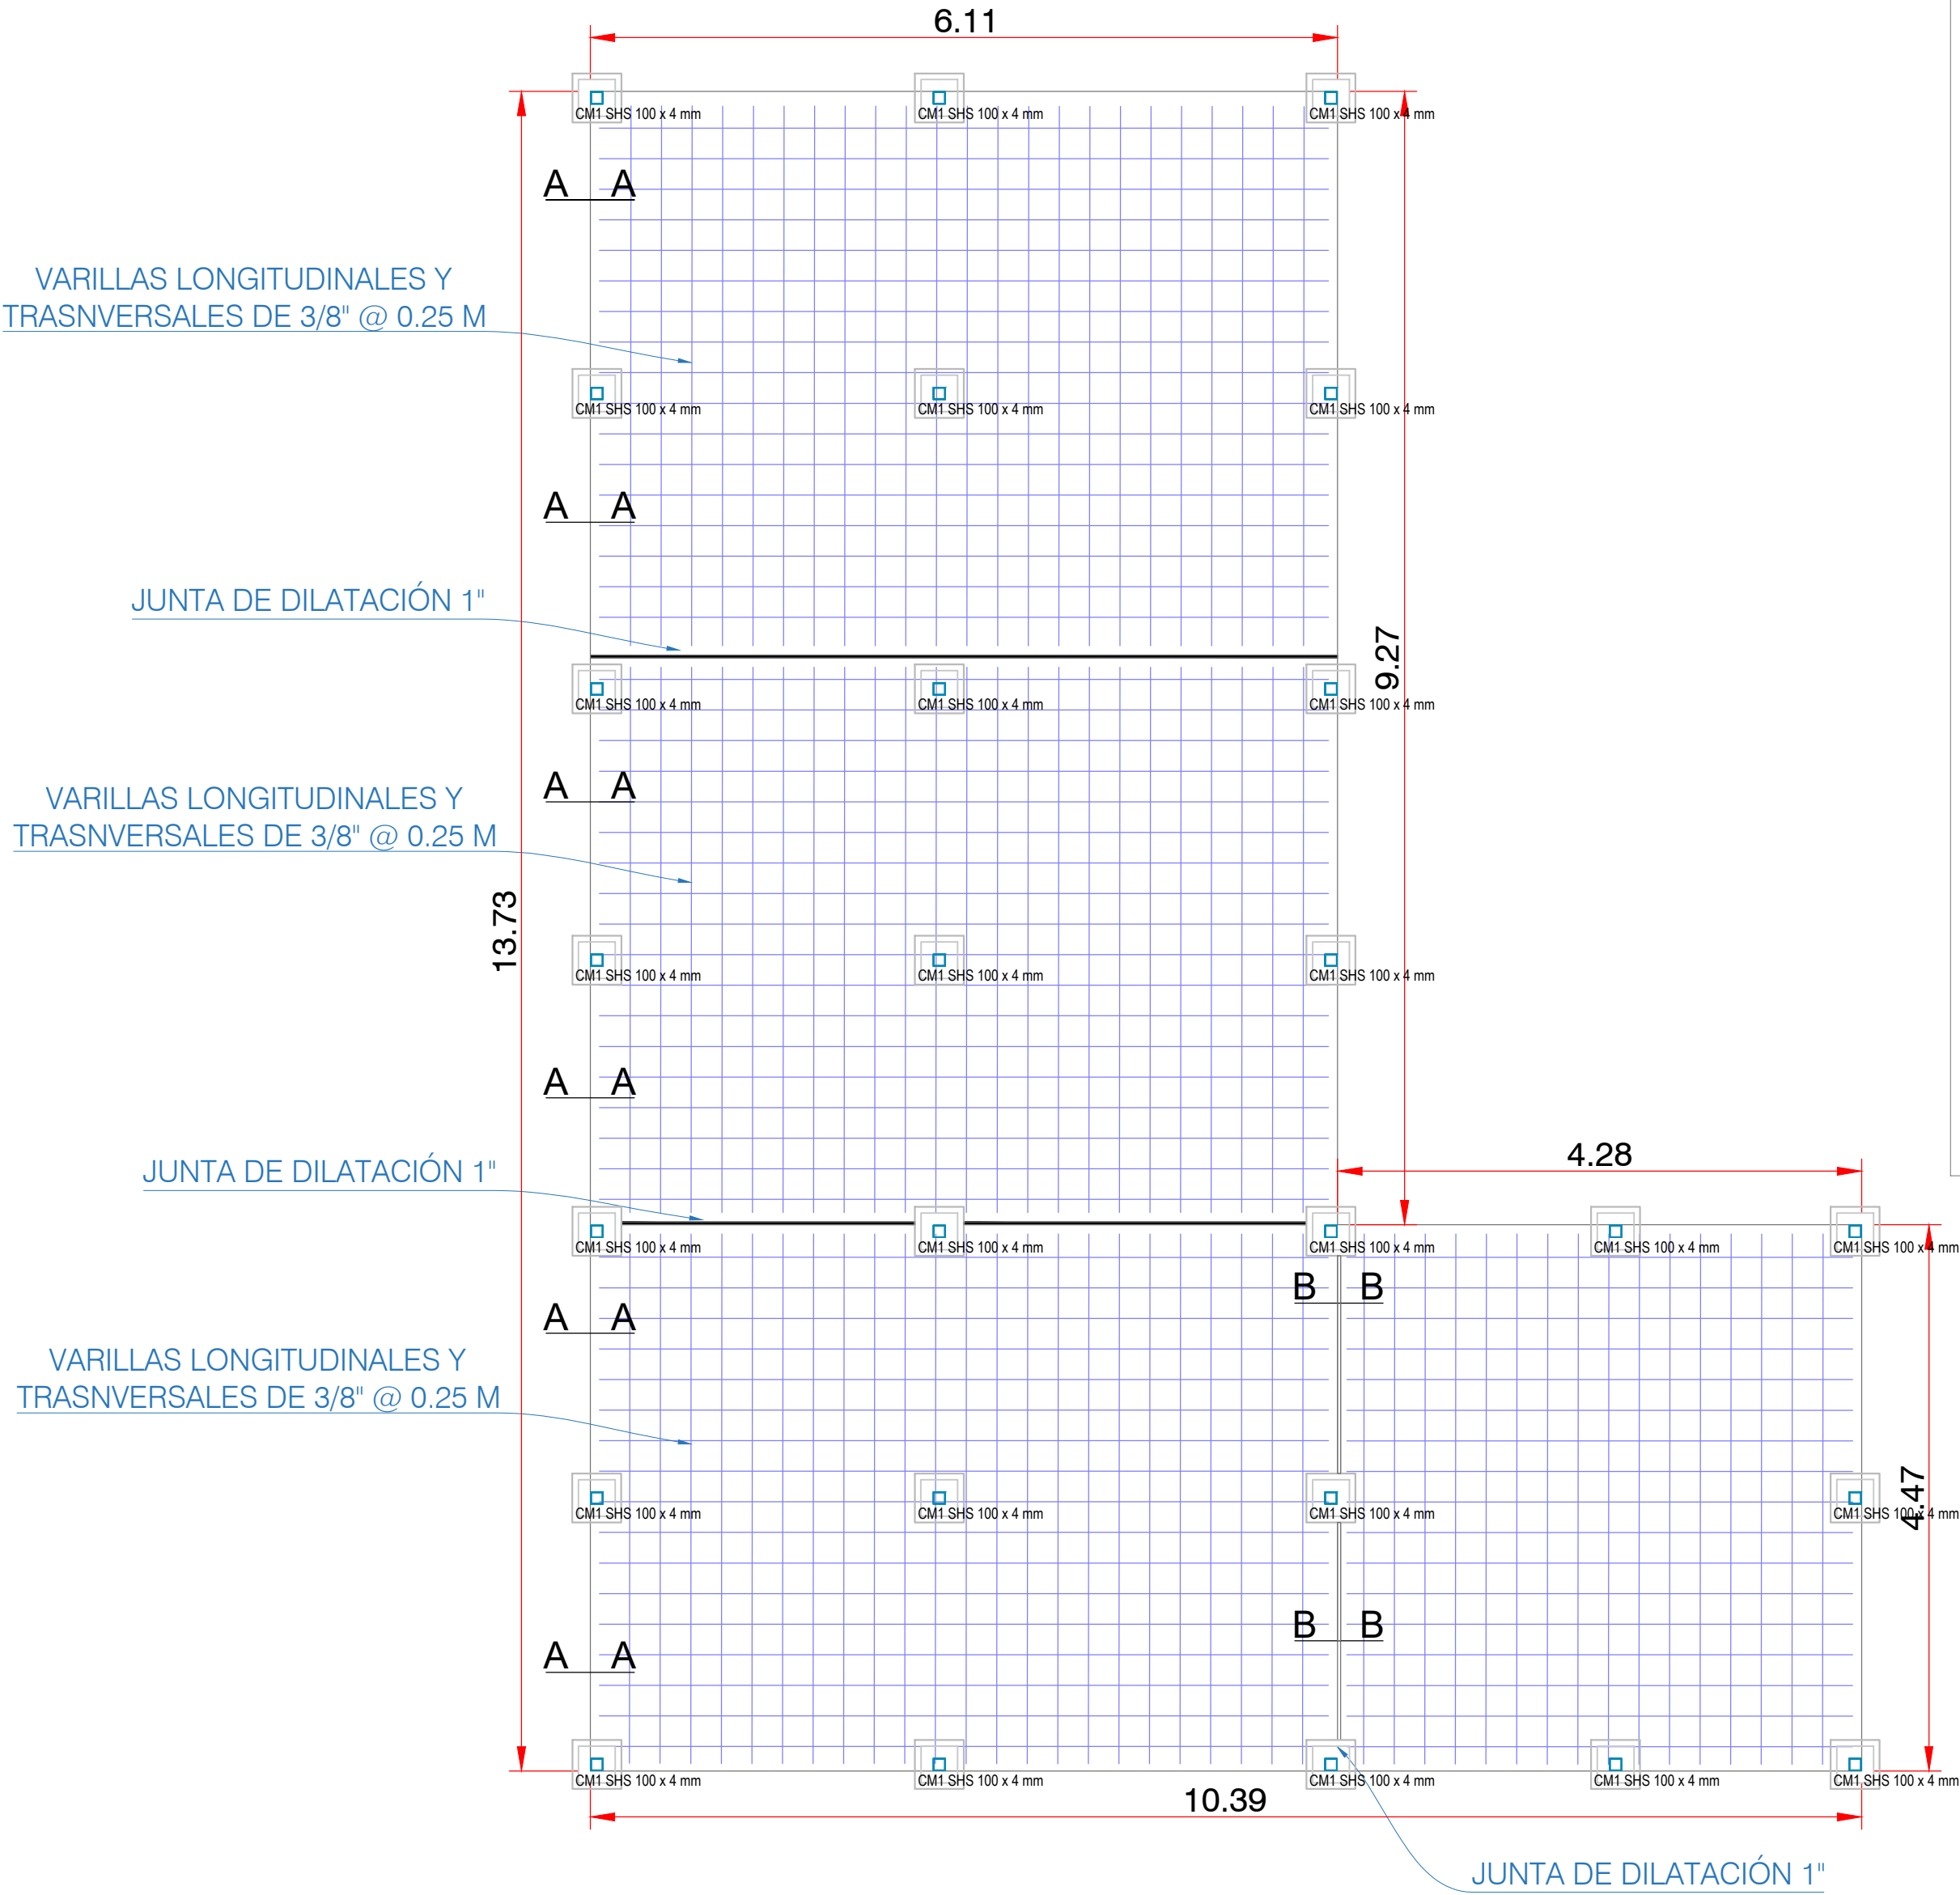 6.11
CM1 SHS 100 x 4 mm
CM1 SHS 100 x 4 mm
CM1 SHS 100 x 4 mm
A A
VARILLAS LONGITUDINALES Y
TRASNVERSALES DE 3/8" @ 0.25 M
CM1 SHS 100 x 4 mm
CM1 SHS 100 x 4 mm
CM1 SHS 100 x 4 mm
A A
JUNTA DE DILATACIÓN 1"
9.27
CM1 SHS 100 x 4 mm
CM1 SHS 100 x 4 mm
CM1 SHS 100 x 4 mm
A A
VARILLAS LONGITUDINALES Y
TRASNVERSALES DE 3/8" @ 0.25 M
13.73
CM1 SHS 100 x 4 mm
CM1 SHS 100 x 4 mm
CM1 SHS 100 x 4 mm
A A
4.28
JUNTA DE DILATACIÓN 1"
CM1 SHS 100 x 4 mm
CM1 SHS 100 x 4 mm
CM1 SHS 100 x 4 mm
CM1 SHS 100 x 4 mm
CM1 SHS 100 x 4 mm
B B
A A
VARILLAS LONGITUDINALES Y
TRASNVERSALES DE 3/8" @ 0.25 M
4.47
CM1 SHS 100 x 4 mm
CM1 SHS 100 x 4 mm
CM1 SHS 100 x 4 mm
CM1 SHS 100 x 4 mm
B B
A A
CM1 SHS 100 x 4 mm
CM1 SHS 100 x 4 mm
CM1 SHS 100 x 4 mm
CM1 SHS 100 x 4 mm
CM1 SHS 100 x 4 mm
10.39
JUNTA DE DILATACIÓN 1"